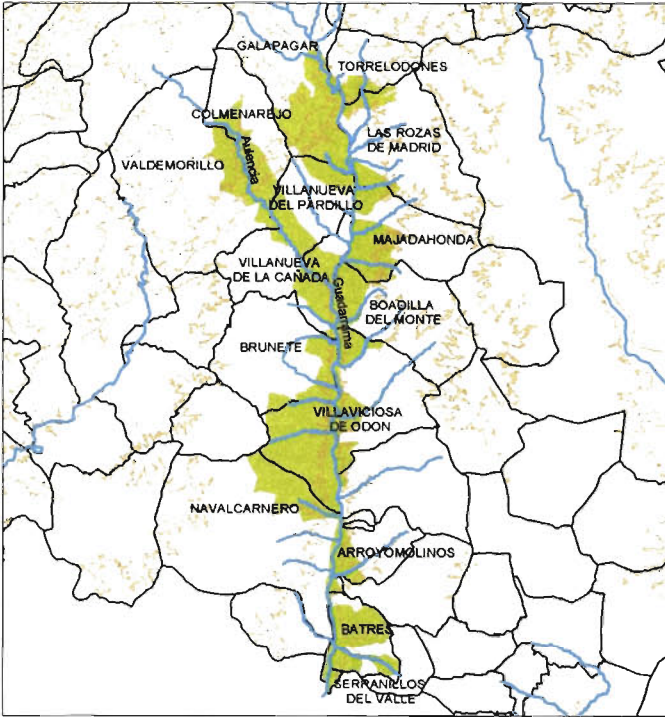 GALAPAGAR
TORRELODONES
COLMENAREJO
LAS ROZAS
DE MADRID
Aulencia
VALDEMORILLO
VILLANUEVA
DEL PARDILLO
MAJADAHONDA
VILLANUEVA
DE LA CAÑADA
Guadarrama
BOADILLA
DEL MONTE
BRUNETE
VILLAVICIOSA
DE ODON
NAVALCARNERO
ARROYOMOLINOS
BATRES
SERRANILLOS
DEL VALLE